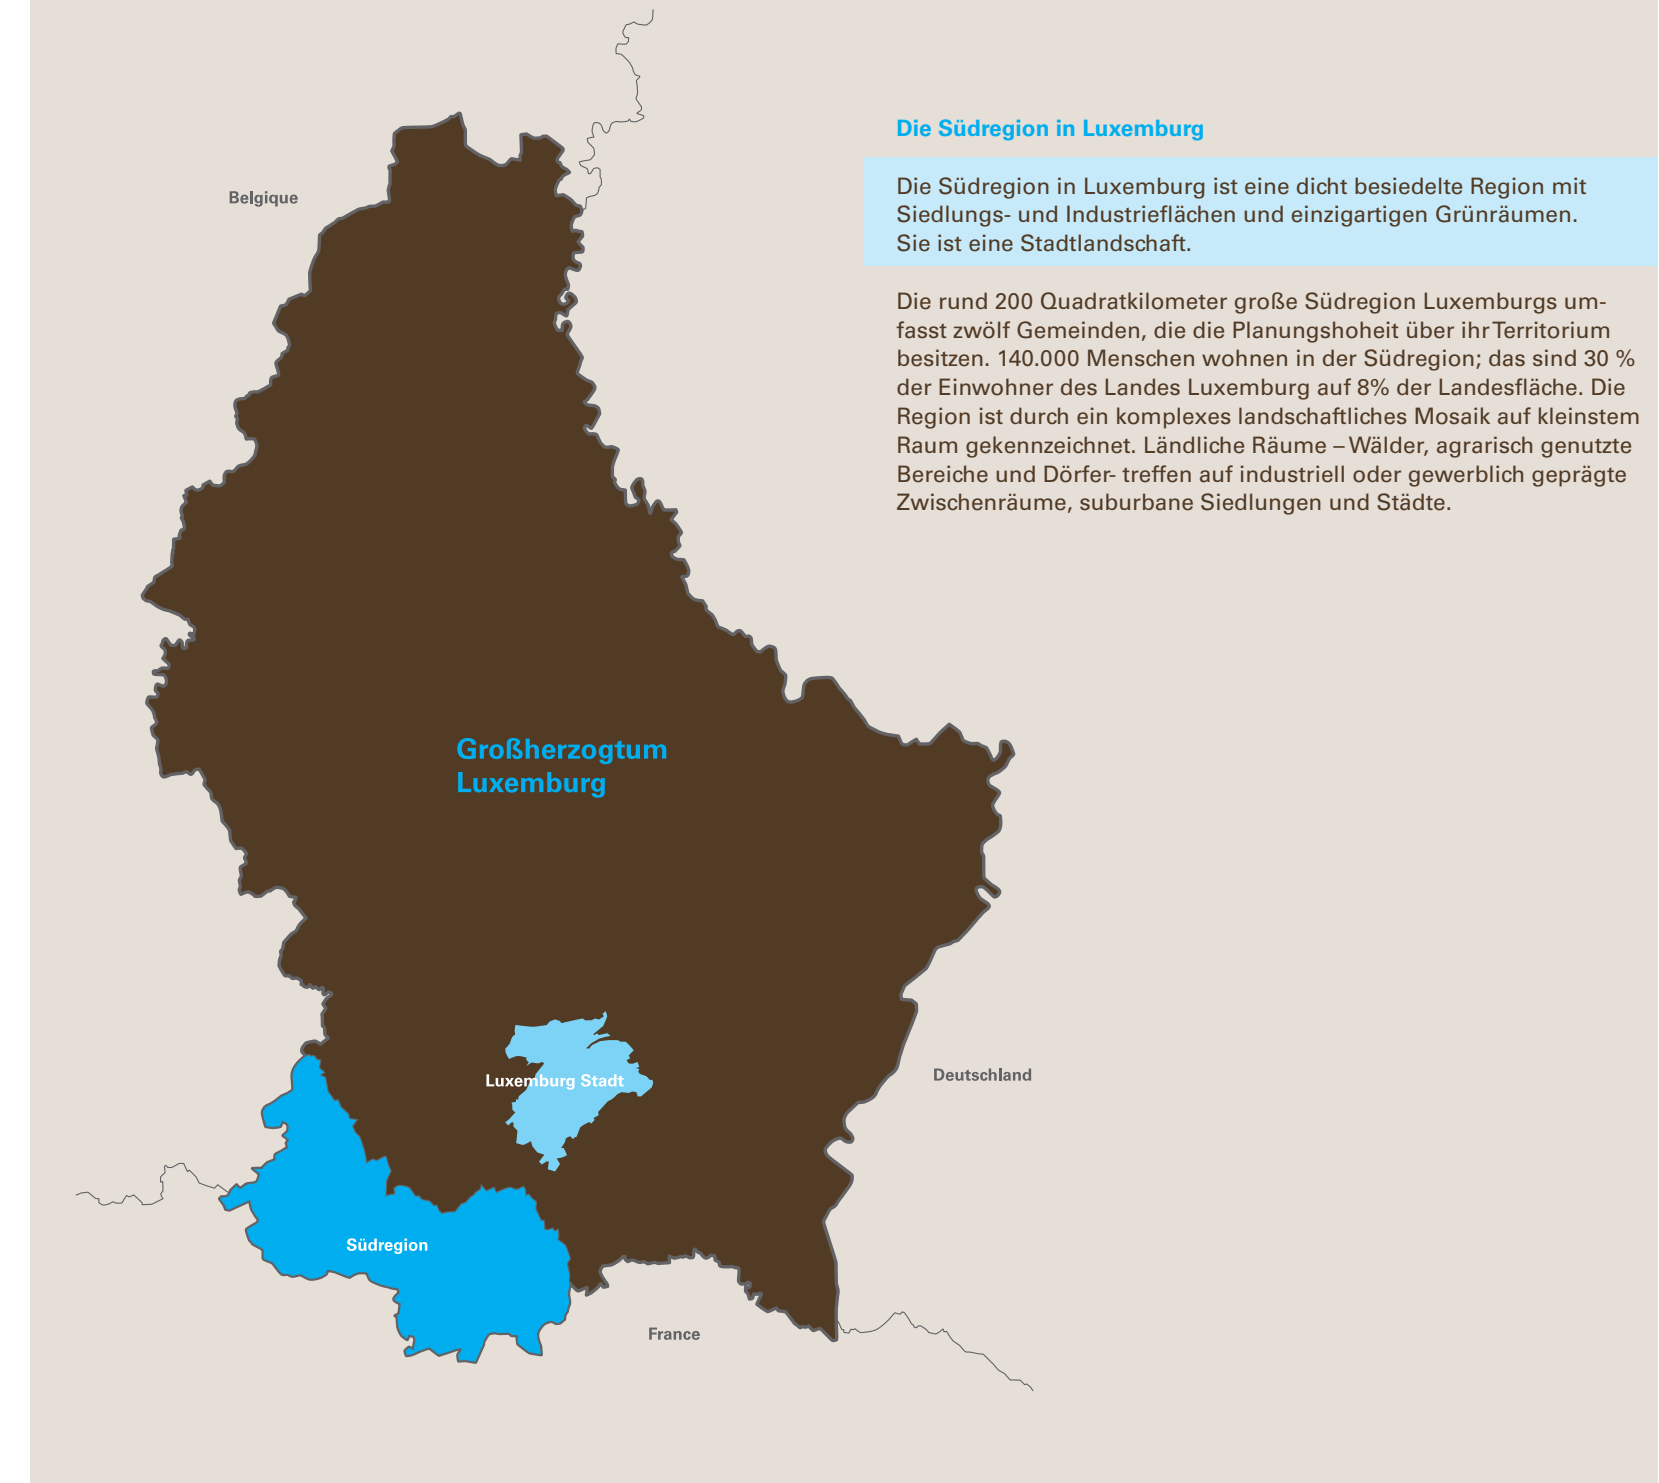 Die Südregion in Luxemburg
Die Südregion in Luxemburg ist eine dicht besiedelte Region mit
Siedlungs- und Industrieflächen und einzigartigen Grünräumen.
Sie ist eine Stadtlandschaft.
Die rund 200 Quadratkilometer große Südregion Luxemburgs um-
fasst zwölf Gemeinden, die die Planungshoheit über ihr Territorium
besitzen. 140.000 Menschen wohnen in der Südregion; das sind 30 %
der Einwohner des Landes Luxemburg auf 8% der Landesfläche. Die
Region ist durch ein komplexes landschaftliches Mosaik auf kleinstem
Raum gekennzeichnet. Ländliche Räume – Wälder, agrarisch genutzte
Bereiche und Dörfer- treffen auf industriell oder gewerblich geprägte
Zwischenräume, suburbane Siedlungen und Städte.
Belgique
Großherzogtum
Luxemburg
Luxemburg Stadt
Deutschland
Südregion
France